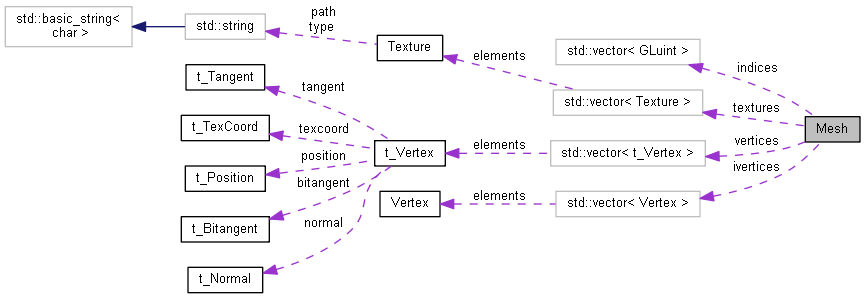 std::basic_string<
char >
std::string
path
type
Texture
elements
std::vector< GLuint >
indices
t_Tangent
tangent
std::vector< Texture >
textures
t_TexCoord
texcoord
Mesh
position
t_Vertex
elements
std::vector< t_Vertex >
vertices
t_Position
bitangent
ivertices
Vertex
elements
std::vector< Vertex >
t_Bitangent
normal
t_Normal